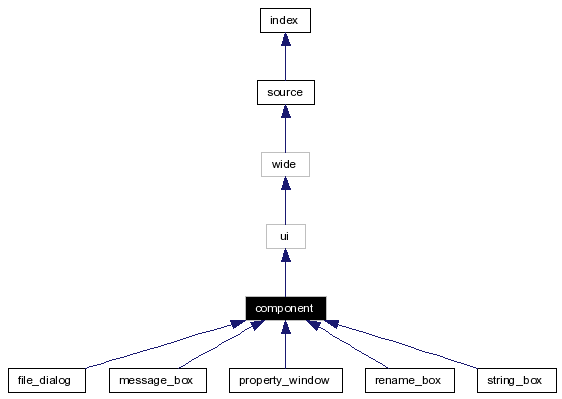 index
source
wide
ui
component
file_dialog
message_box
property_window
rename_box
string_box